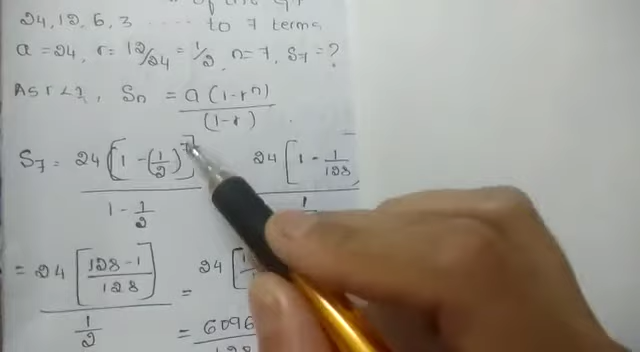 of the
24, 12, 6, 3 ...... to 7 terms
a = 24, r = 12/24 = 1/2, n = 7, S7 = ?
As r < 1, Sn = a (1 - r^n) / (1 - r)
S7 = 24 [1 - (1/2)^7] / 1 - 1/2 24 [1 - 1/128
= 24 [128 - 1 / 128] / 1/2 = 24 [
= 6096